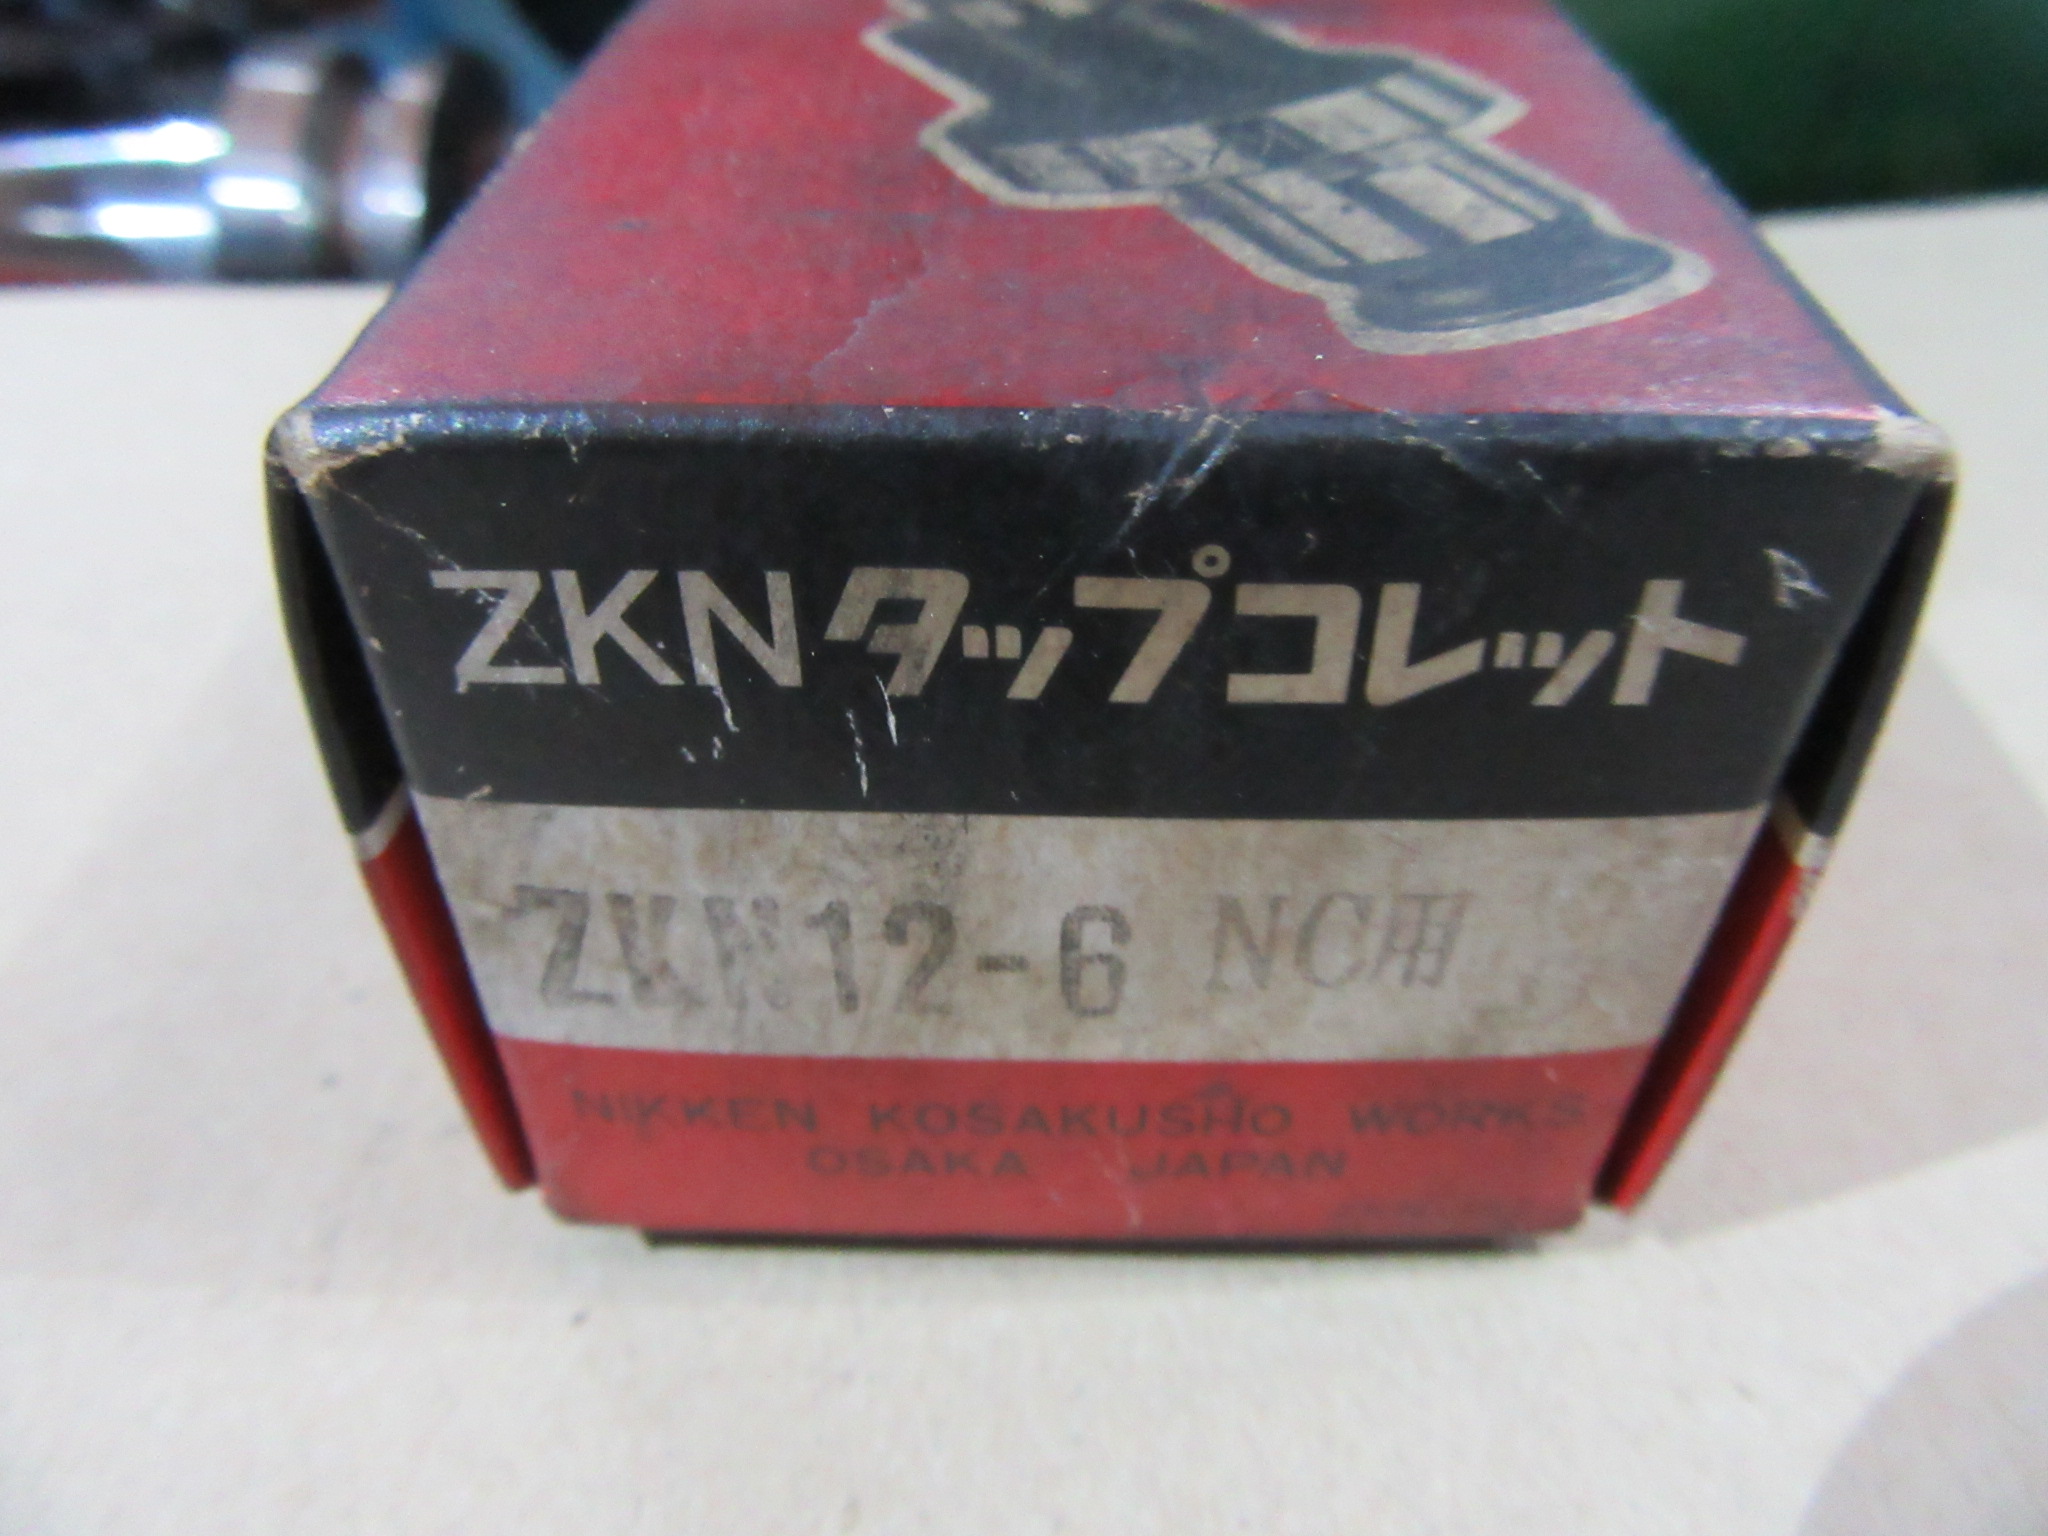 ZKNタップコレット
ZKN12-6 NC用
NIKKEN KOSAKUSHO WORKS
OSAKA JAPAN